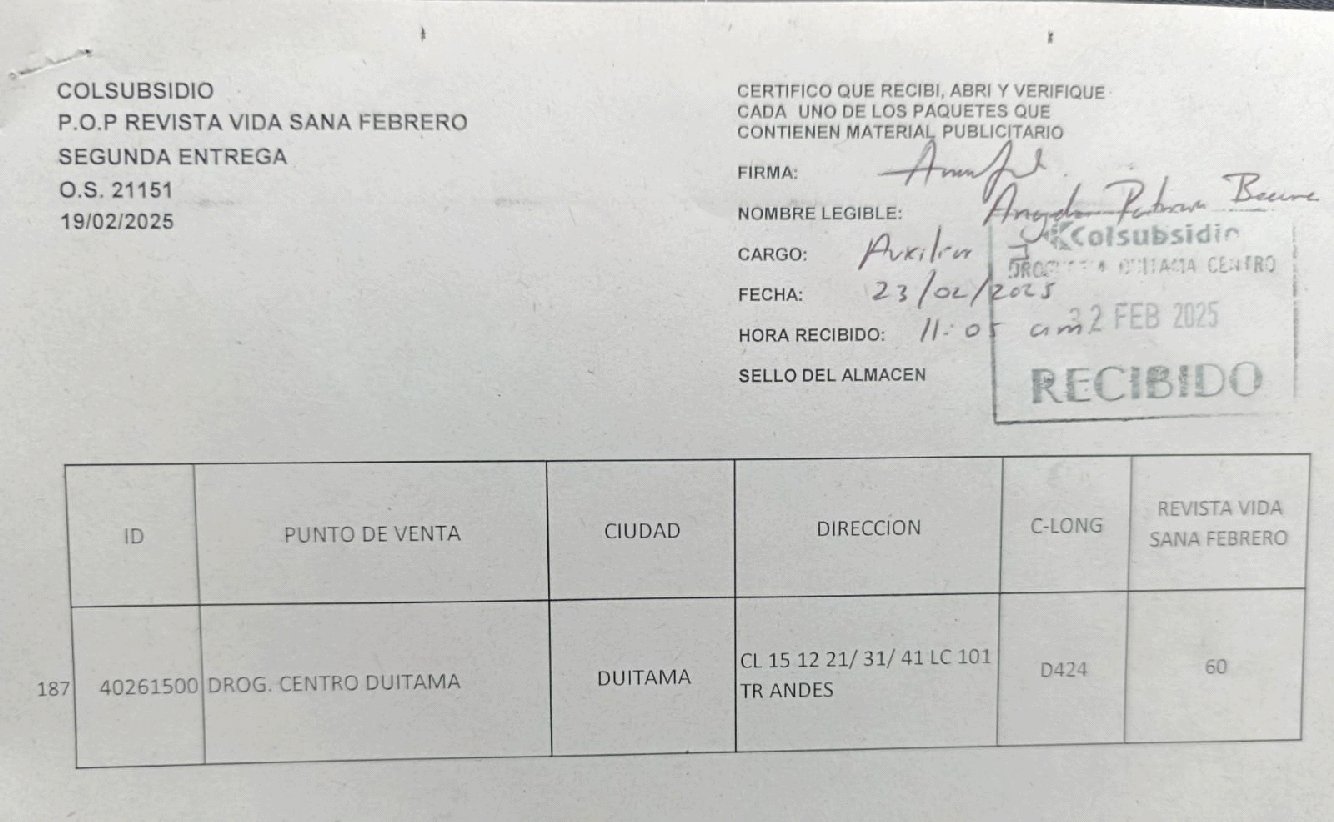 COLSUBSIDIO
P.O.P REVISTA VIDA SANA FEBRERO
SEGUNDA ENTREGA
O.S. 21151
19/02/2025
CERTIFICO QUE RECIBI, ABRI Y VERIFIQUE
CADA UNO DE LOS PAQUETES QUE
CONTIENEN MATERIAL PUBLICITARIO
FIRMA:
NOMBRE LEGIBLE:
CARGO: Auxiliar
FECHA: 23/02/2025
HORA RECIBIDO: 11:05 am
SELLO DEL ALMACEN
Colsubsidio
DUITAMA CENTRO
FEB 2025
RECIBIDO
ID PUNTO DE VENTA CIUDAD DIRECCION C-LONG REVISTA VIDA SANA FEBRERO
187 40261500 DROG. CENTRO DUITAMA DUITAMA CL 15 12 21/ 31/ 41 LC 101 TR ANDES D424 60